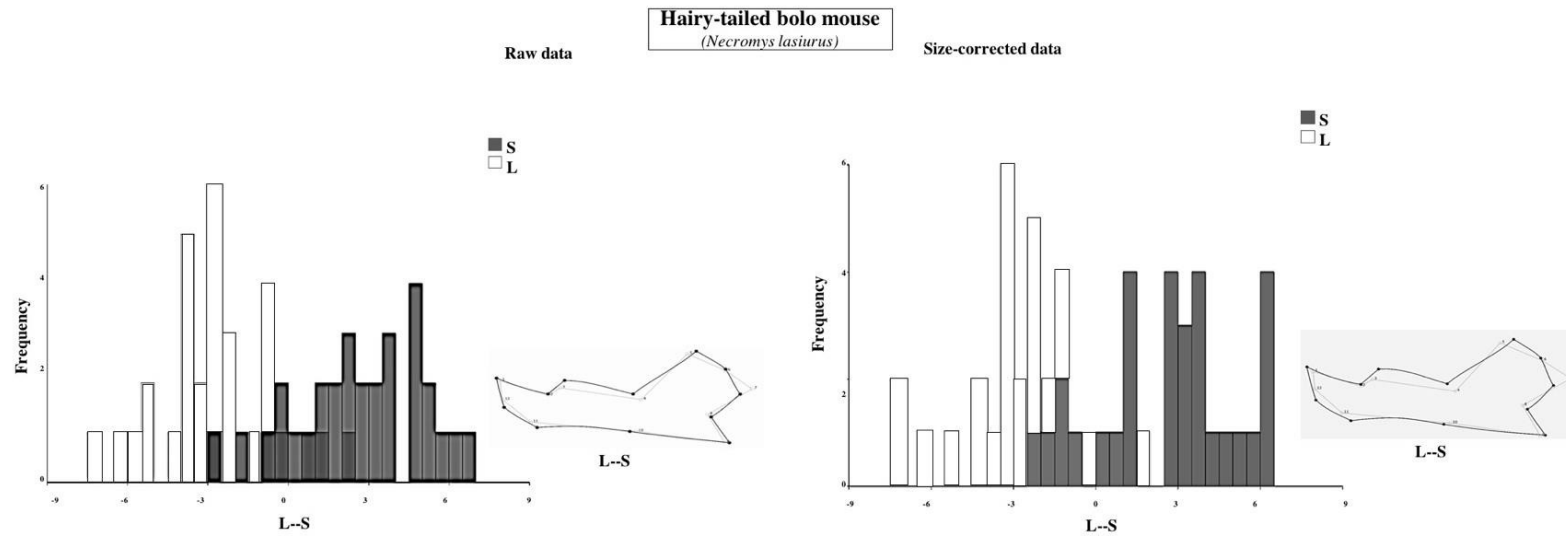 Hairy-tailed bolo mouse
(Necromys lasiurus)
Raw data
Size-corrected data
S
L
6
4
2
0
Frequency
-9
-6
-3
0
3
6
9
L--S
L--S
S
L
6
4
2
0
Frequency
-9
-6
-3
0
3
6
9
L--S
L--S